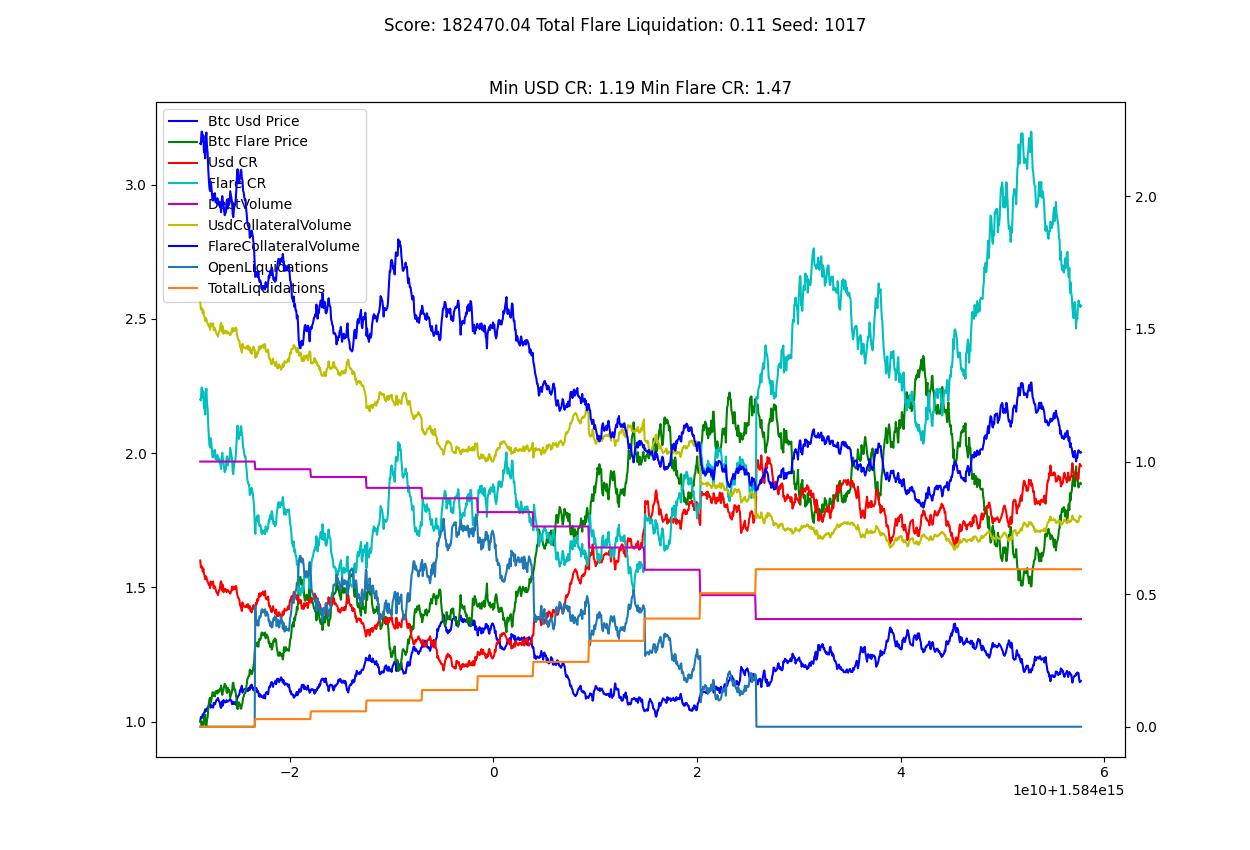 Score: 182470.04 Total Flare Liquidation: 0.11 Seed: 1017
Min USD CR: 1.19 Min Flare CR: 1.47
Btc Usd Price
Btc Flare Price
Usd CR
Flare CR
DebtVolume
UsdCollateralVolume
FlareCollateralVolume
OpenLiquidations
TotalLiquidations
3.0
2.5
2.0
1.5
1.0
2.0
1.5
1.0
0.5
0.0
−2
0
2
4
6
1e10+1.584e15